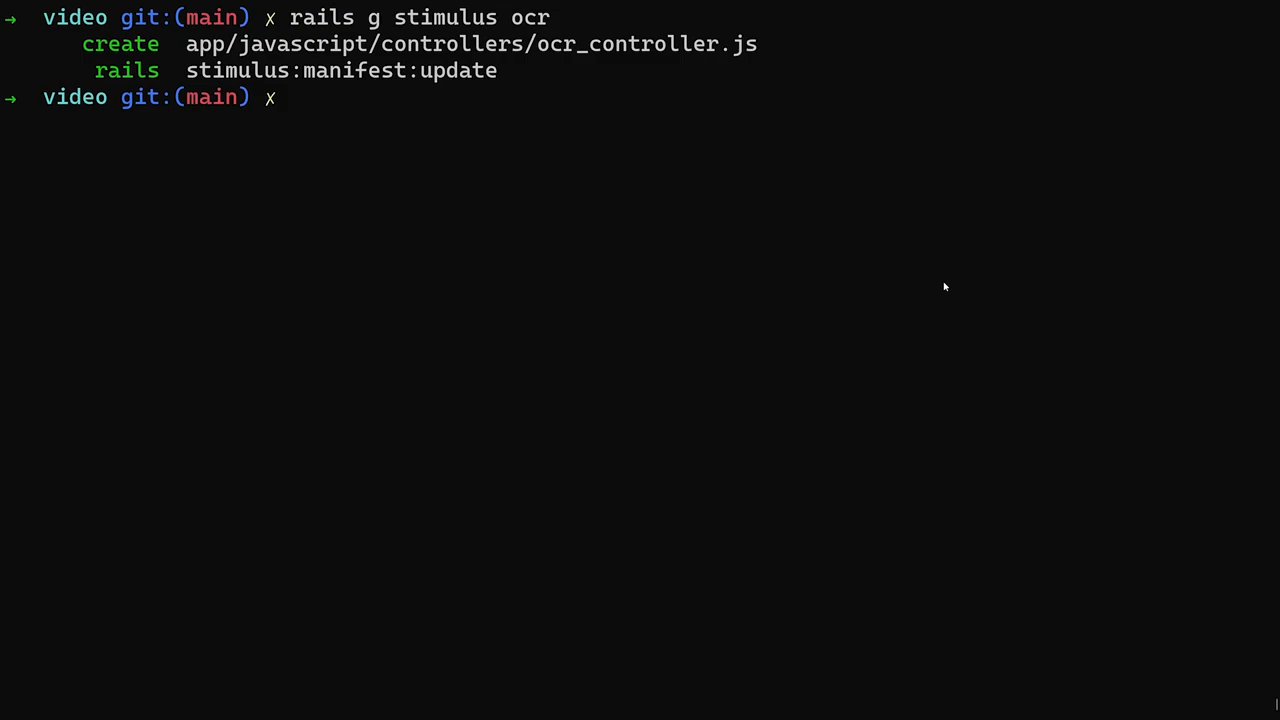 → video git:(main) ✗ rails g stimulus ocr
create app/javascript/controllers/ocr_controller.js
rails stimulus:manifest:update
→ video git:(main) ✗